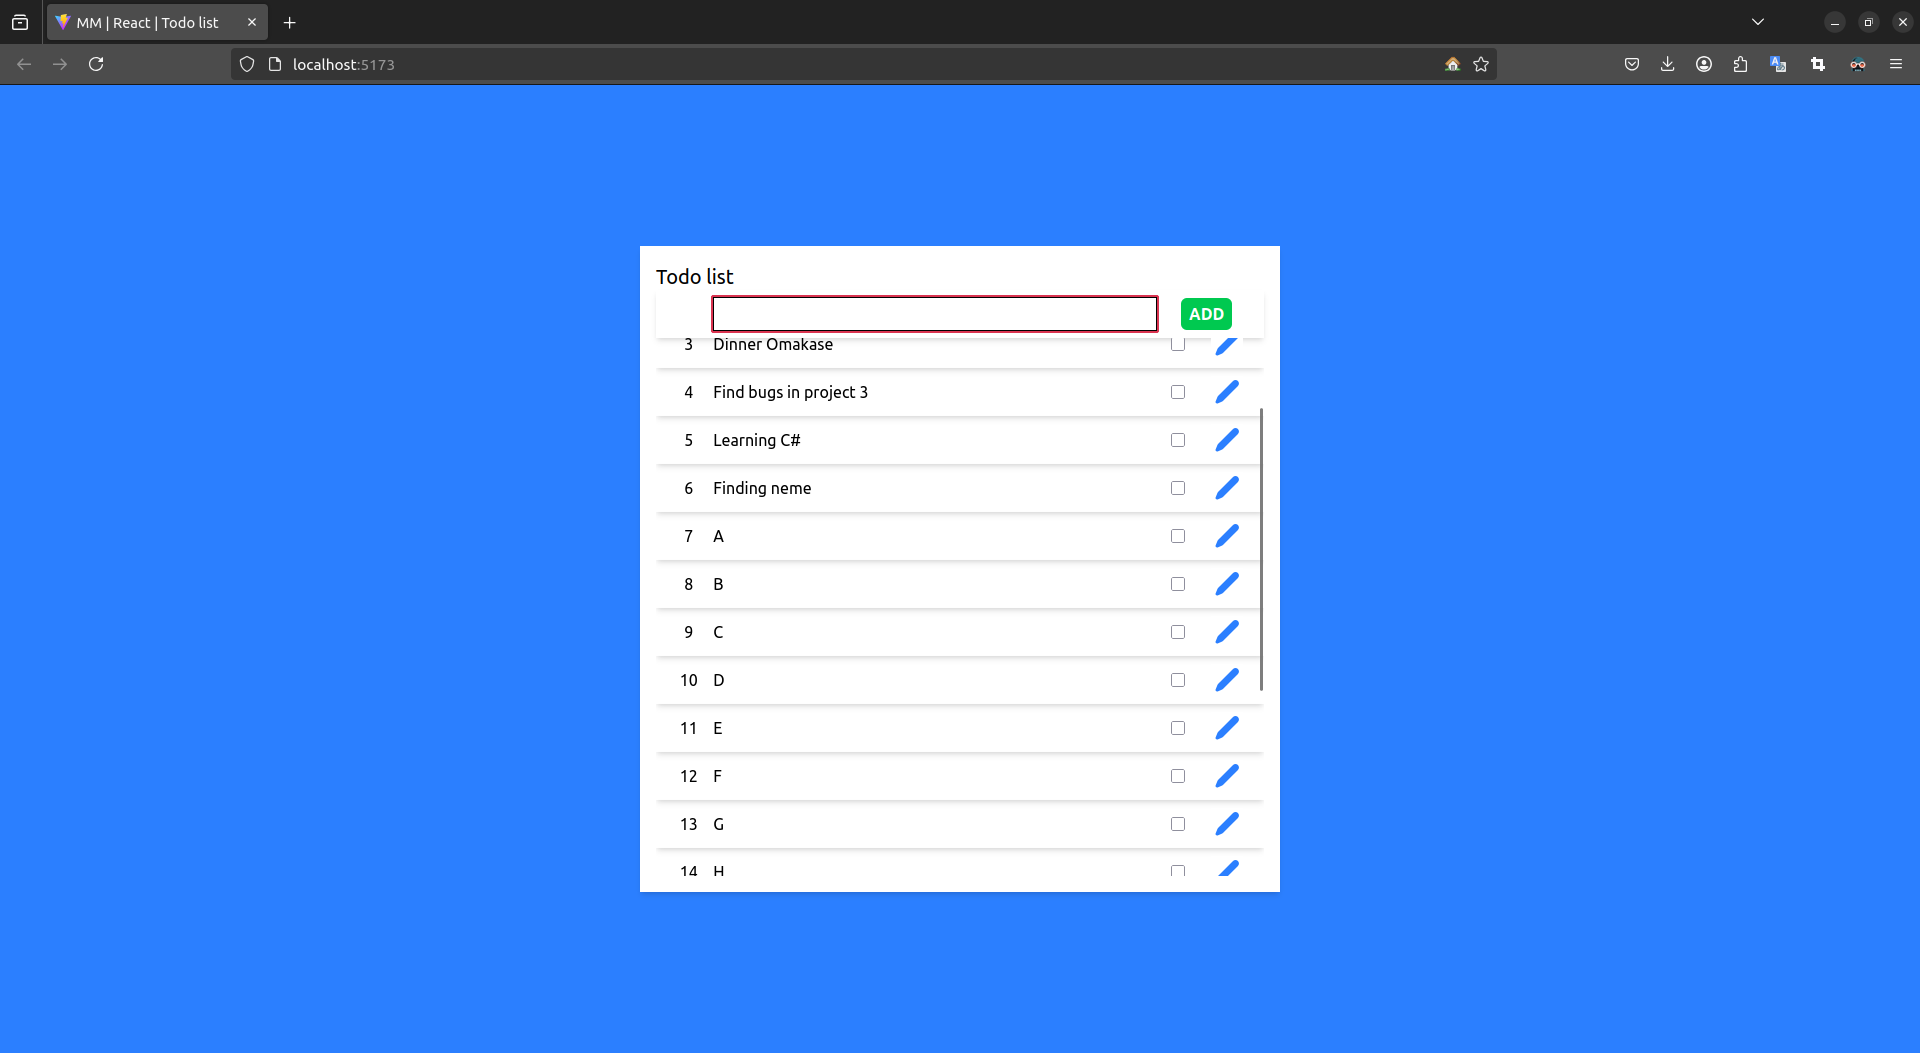 MM | React | Todo list
localhost:5173
Todo list
ADD
3 Dinner Omakase
4 Find bugs in project 3
5 Learning C#
6 Finding neme
7 A
8 B
9 C
10 D
11 E
12 F
13 G
14 H